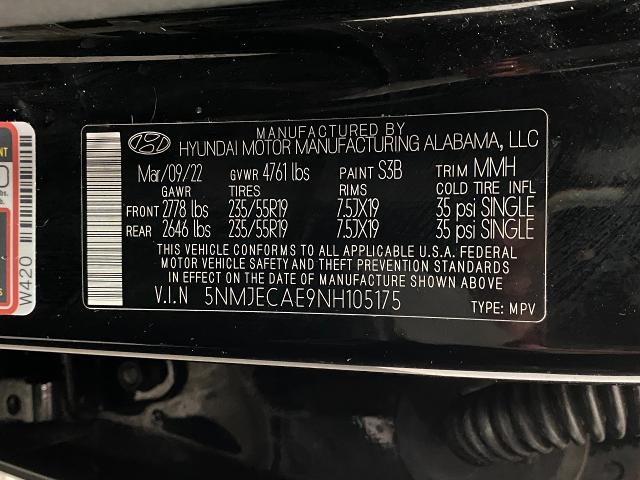 MANUFACTURED BY
HYUNDAI MOTOR MANUFACTURING ALABAMA, LLC
Mar/09/22 GVWR 4761 lbs PAINT S3B TRIM MMH
GAWR TIRES RIMS COLD TIRE INFL
FRONT 2778 lbs 235/55R19 7.5JX19 35 psi SINGLE
REAR 2646 lbs 235/55R19 7.5JX19 35 psi SINGLE
THIS VEHICLE CONFORMS TO ALL APPLICABLE U.S.A. FEDERAL
MOTOR VEHICLE SAFETY AND THEFT PREVENTION STANDARDS
IN EFFECT ON THE DATE OF MANUFACTURE SHOWN ABOVE
V.I.N 5NMJECAE9NH105175 TYPE: MPV
W420